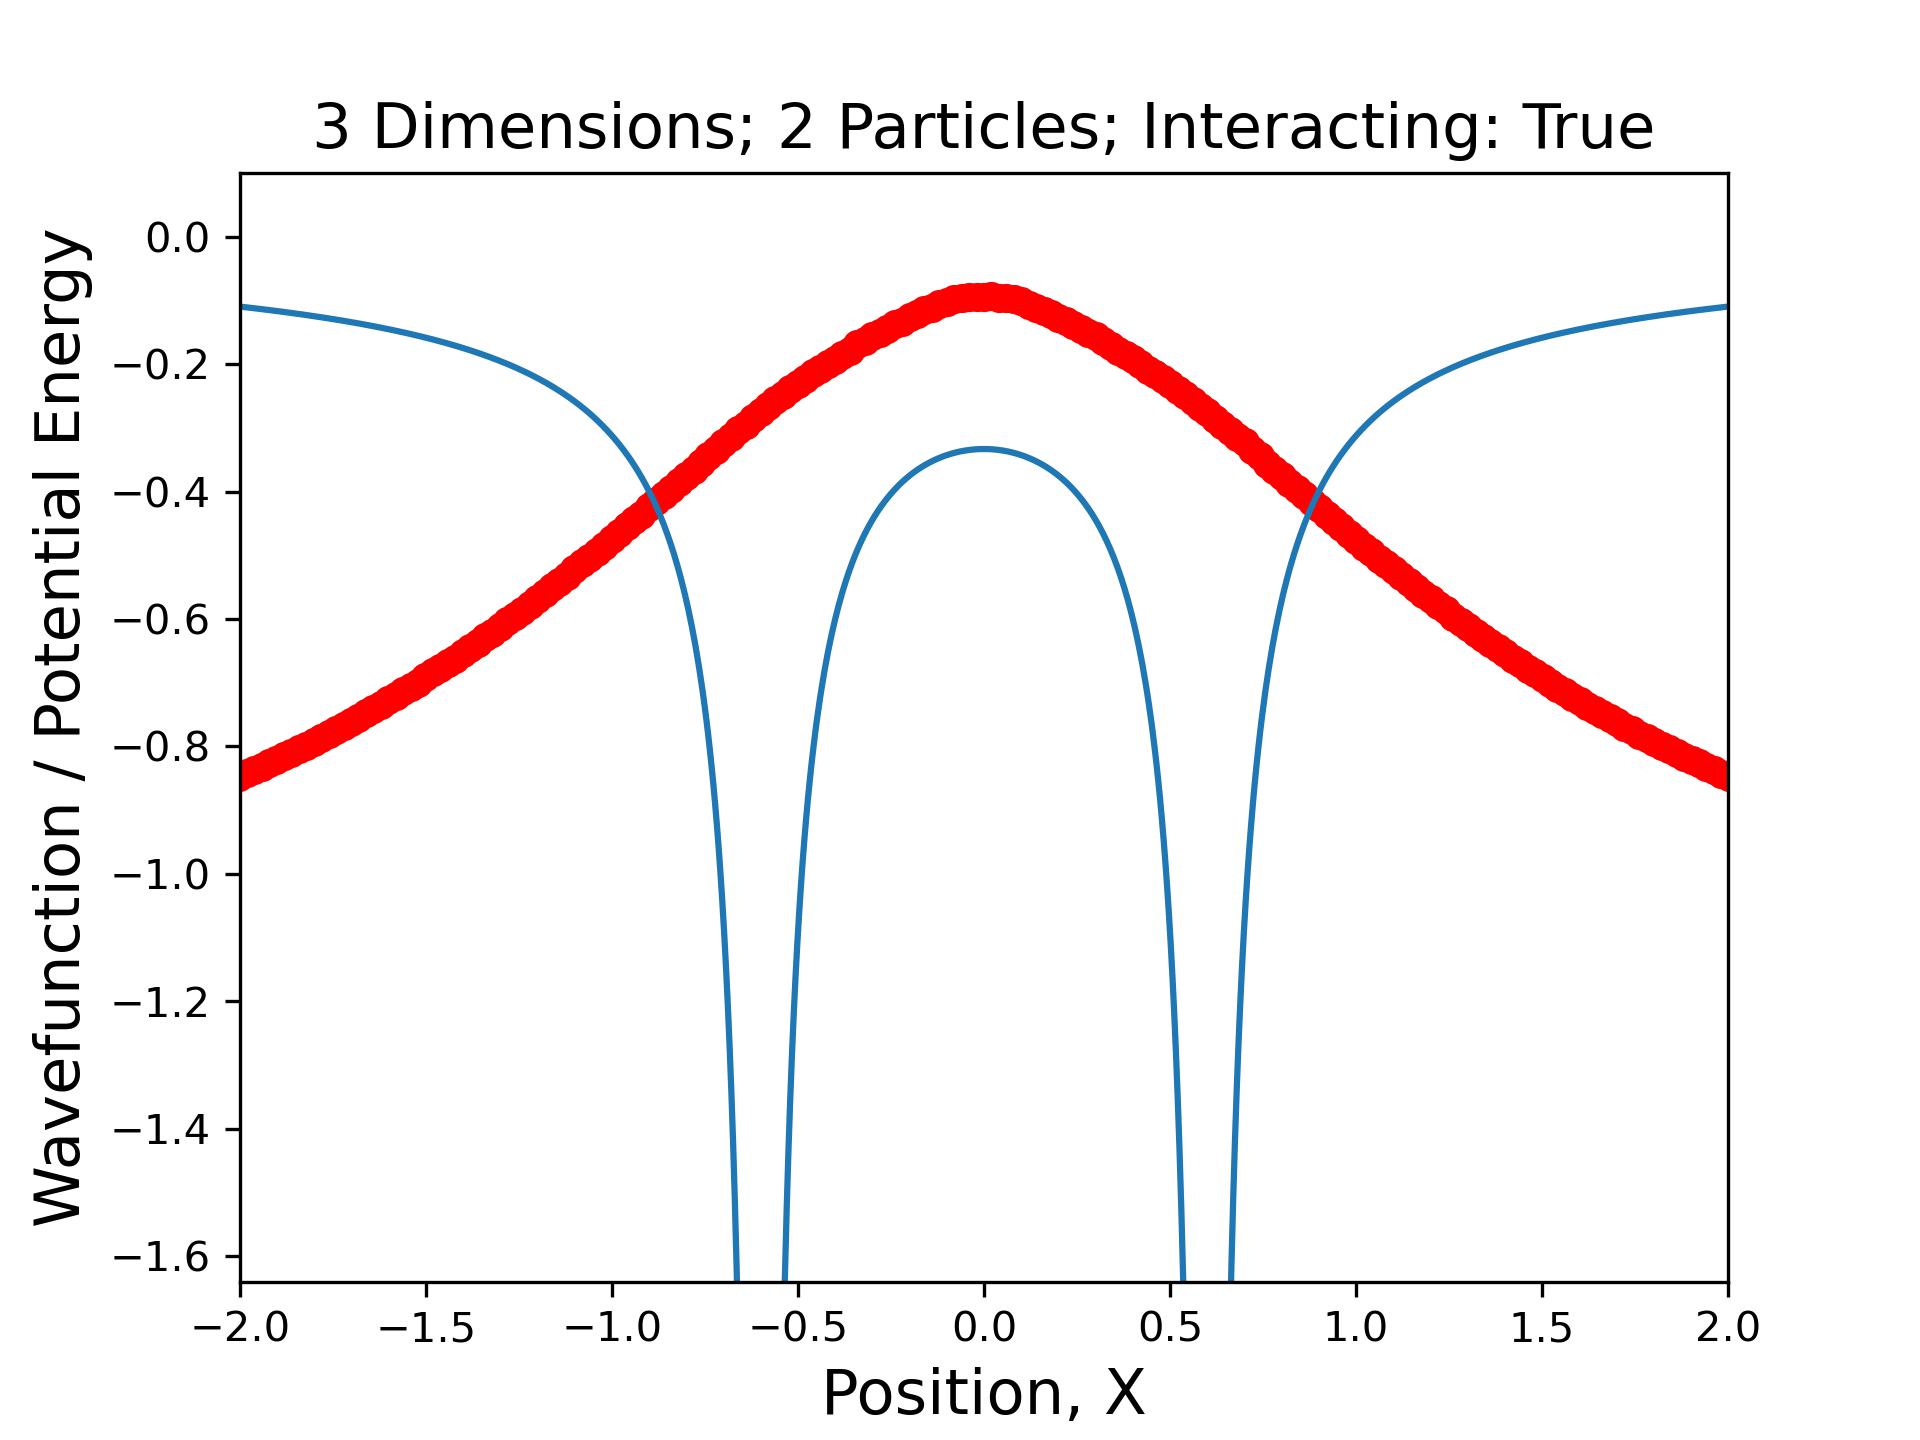 3 Dimensions; 2 Particles; Interacting: True
Wavefunction / Potential Energy
0.0
−0.2
−0.4
−0.6
−0.8
−1.0
−1.2
−1.4
−1.6
−2.0 −1.5 −1.0 −0.5 0.0 0.5 1.0 1.5 2.0
Position, X